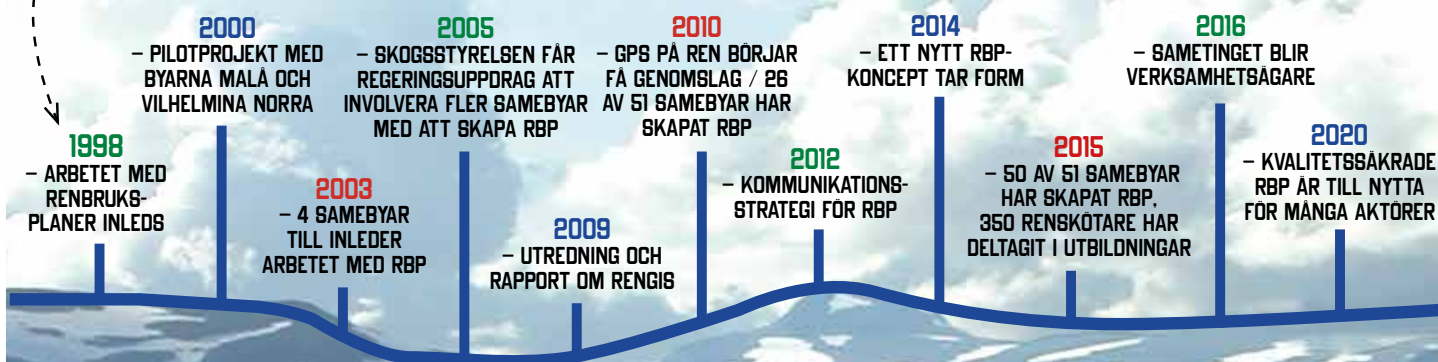 1998
– ARBETET MED
RENBRUKS-
PLANER INLEDS
2000
– PILOTPROJEKT MED
BYARNA MALÅ OCH
VILHELMINA NORRA
2003
– 4 SAMEBYAR
TILL INLEDER
ARBETET MED RBP
2005
– SKOGSSTYRELSEN FÅR
REGERINGSUPPDRAG ATT
INVOLVERA FLER SAMEBYAR
MED ATT SKAPA RBP
2009
– UTREDNING OCH
RAPPORT OM RENGIS
2010
– GPS PÅ REN BÖRJAR
FÅ GENOMSLAG / 26
AV 51 SAMEBYAR HAR
SKAPAT RBP
2012
– KOMMUNIKATIONS-
STRATEGI FÖR RBP
2014
– ETT NYTT RBP-
KONCEPT TAR FORM
2015
– 50 AV 51 SAMEBYAR
HAR SKAPAT RBP,
350 RENSKÖTARE HAR
DELTAGIT I UTBILDNINGAR
2016
– SAMETINGET BLIR
VERKSAMHETSÄGARE
2020
– KVALITETSSÄKRADE
RBP ÄR TILL NYTTA
FÖR MÅNGA AKTÖRER